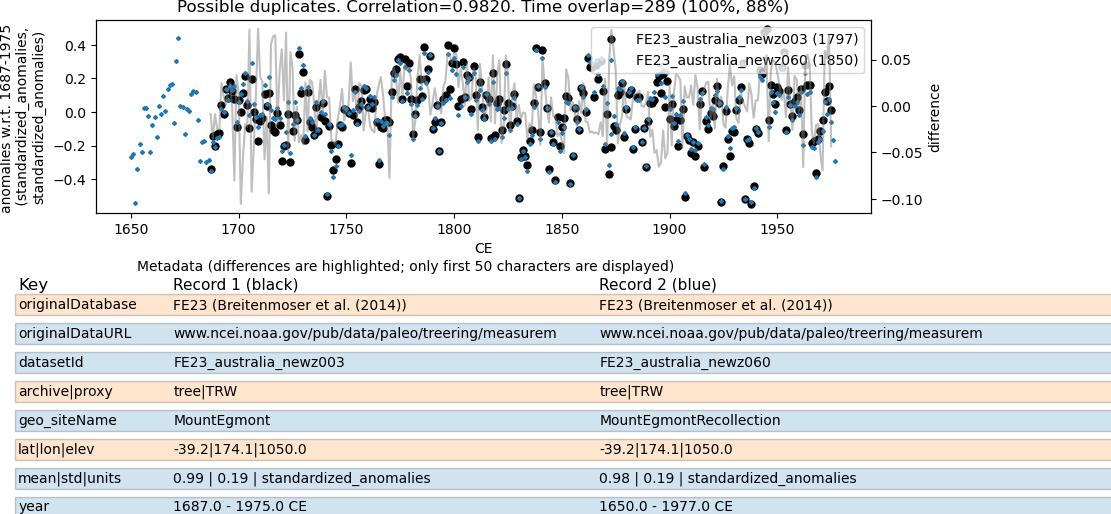 Possible duplicates. Correlation=0.9820. Time overlap=289 (100%, 88%)
anomalies w.r.t. 1687-1975
(standardized_anomalies,
standardized_anomalies)
0.4
0.2
0.0
−0.2
−0.4
FE23_australia_newz003 (1797)
FE23_australia_newz060 (1850)
0.05
0.00
−0.05
−0.10
difference
1650 1700 1750 1800 1850 1900 1950
CE
Metadata (differences are highlighted; only first 50 characters are displayed)
Key Record 1 (black) Record 2 (blue)
originalDatabase FE23 (Breitenmoser et al. (2014)) FE23 (Breitenmoser et al. (2014))
originalDataURL www.ncei.noaa.gov/pub/data/paleo/treering/measurem www.ncei.noaa.gov/pub/data/paleo/treering/measurem
datasetId FE23_australia_newz003 FE23_australia_newz060
archive|proxy tree|TRW tree|TRW
geo_siteName MountEgmont MountEgmontRecollection
lat|lon|elev -39.2|174.1|1050.0 -39.2|174.1|1050.0
mean|std|units 0.99 | 0.19 | standardized_anomalies 0.98 | 0.19 | standardized_anomalies
year 1687.0 - 1975.0 CE 1650.0 - 1977.0 CE